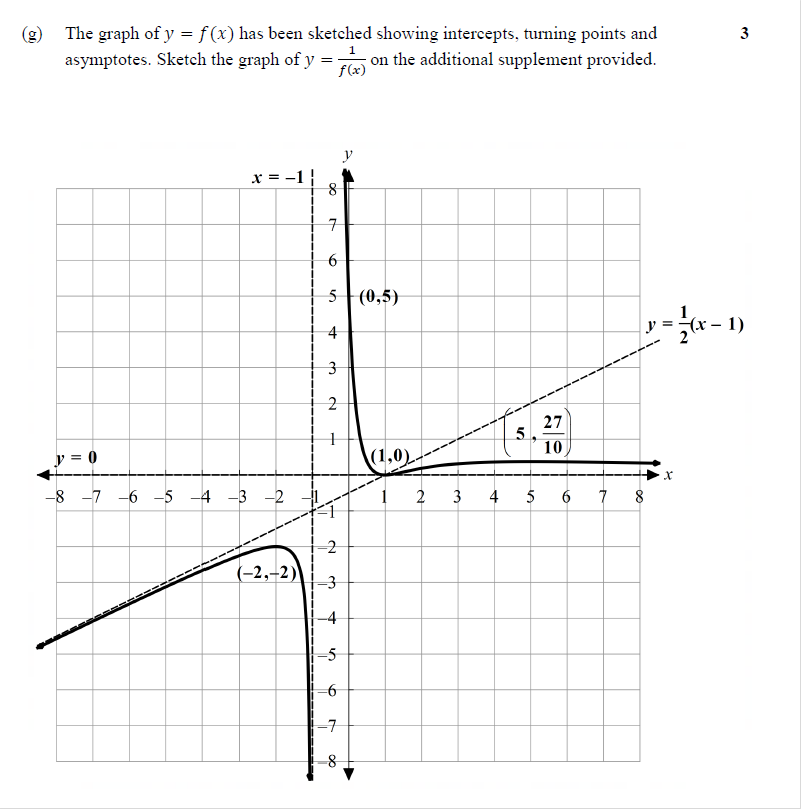 (g) The graph of y = f(x) has been sketched showing intercepts, turning points and 3
asymptotes. Sketch the graph of y = 1/f(x) on the additional supplement provided.
y
x = −1
8
7
6
5 (0,5)
y = 1/2(x − 1)
4
3
2
(5, 27/10)
1
y = 0 (1,0)
x
−8 −7 −6 −5 −4 −3 −2 −1 1 2 3 4 5 6 7 8
−1
−2
(−2,−2)
−3
−4
−5
−6
−7
−8